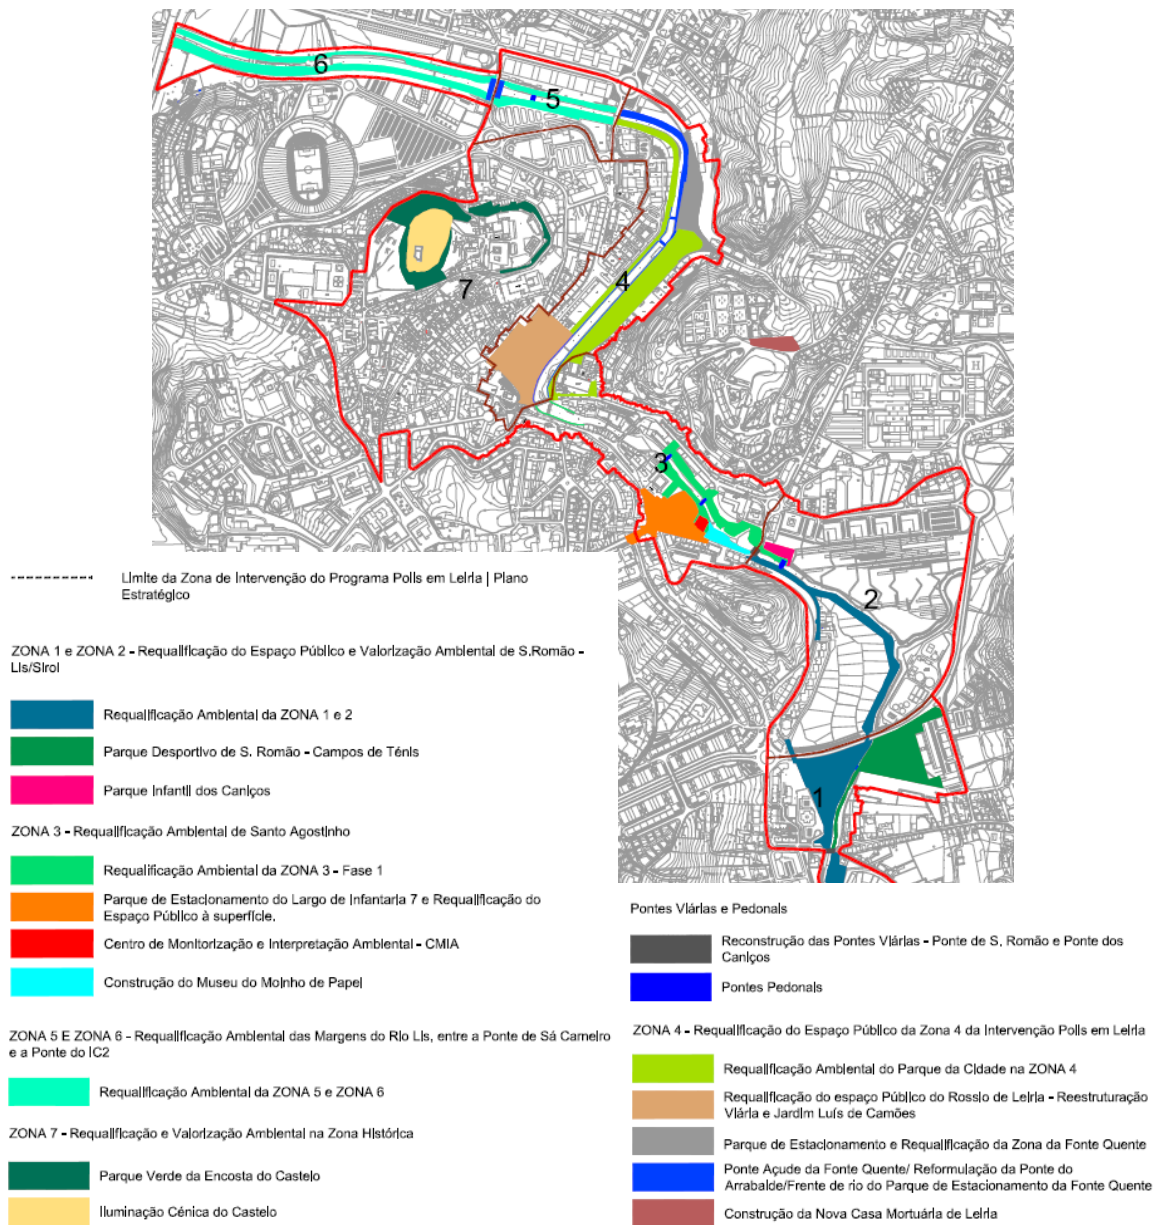 6
5
4
7
3
2
1
H
Limite da Zona de Intervenção do Programa Polis em Leiria | Plano
Estratégico
ZONA 1 e ZONA 2 - Requalificação do Espaço Público e Valorização Ambiental de S.Romão -
Lis/Sirol
Requalificação Ambiental da ZONA 1 e 2
Parque Desportivo de S. Romão - Campos de Ténis
Parque Infantil dos Caniços
ZONA 3 - Requalificação Ambiental de Santo Agostinho
Requalificação Ambiental da ZONA 3 - Fase 1
Parque de Estacionamento do Largo de Infantaria 7 e Requalificação do
Espaço Público à superfície.
Centro de Monitorização e Interpretação Ambiental - CMIA
Construção do Museu do Moinho de Papel
ZONA 5 E ZONA 6 - Requalificação Ambiental das Margens do Rio Lis, entre a Ponte de Sá Carneiro
e a Ponte do IC2
Requalificação Ambiental da ZONA 5 e ZONA 6
ZONA 7 - Requalificação e Valorização Ambiental na Zona Histórica
Parque Verde da Encosta do Castelo
Iluminação Cénica do Castelo
Pontes Viárias e Pedonais
Reconstrução das Pontes Viárias - Ponte de S. Romão e Ponte dos
Caniços
Pontes Pedonais
ZONA 4 - Requalificação do Espaço Público da Zona 4 da Intervenção Polis em Leiria
Requalificação Ambiental do Parque da Cidade na ZONA 4
Requalificação do espaço Público do Rossio de Leiria - Reestruturação
Viária e Jardim Luís de Camões
Parque de Estacionamento e Requalificação da Zona da Fonte Quente
Ponte Açude da Fonte Quente/ Reformulação da Ponte do
Arrabalde/Frente de rio do Parque de Estacionamento da Fonte Quente
Construção da Nova Casa Mortuária de Leiria